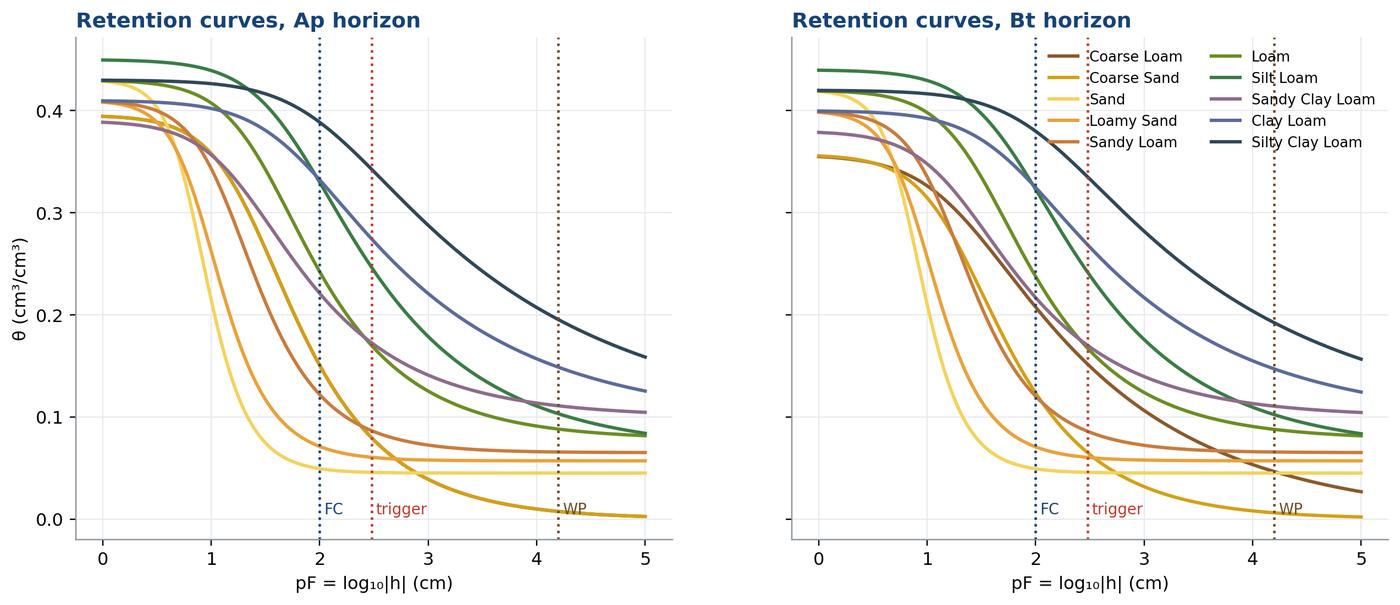 Retention curves, Ap horizon
θ (cm³/cm³)
0.4
0.3
0.2
0.1
0.0
FC
trigger
WP
0 1 2 3 4 5
pF = log₁₀|h| (cm)
Retention curves, Bt horizon
Coarse Loam
Coarse Sand
Sand
Loamy Sand
Sandy Loam
Loam
Silt Loam
Sandy Clay Loam
Clay Loam
Silty Clay Loam
FC
trigger
WP
0 1 2 3 4 5
pF = log₁₀|h| (cm)